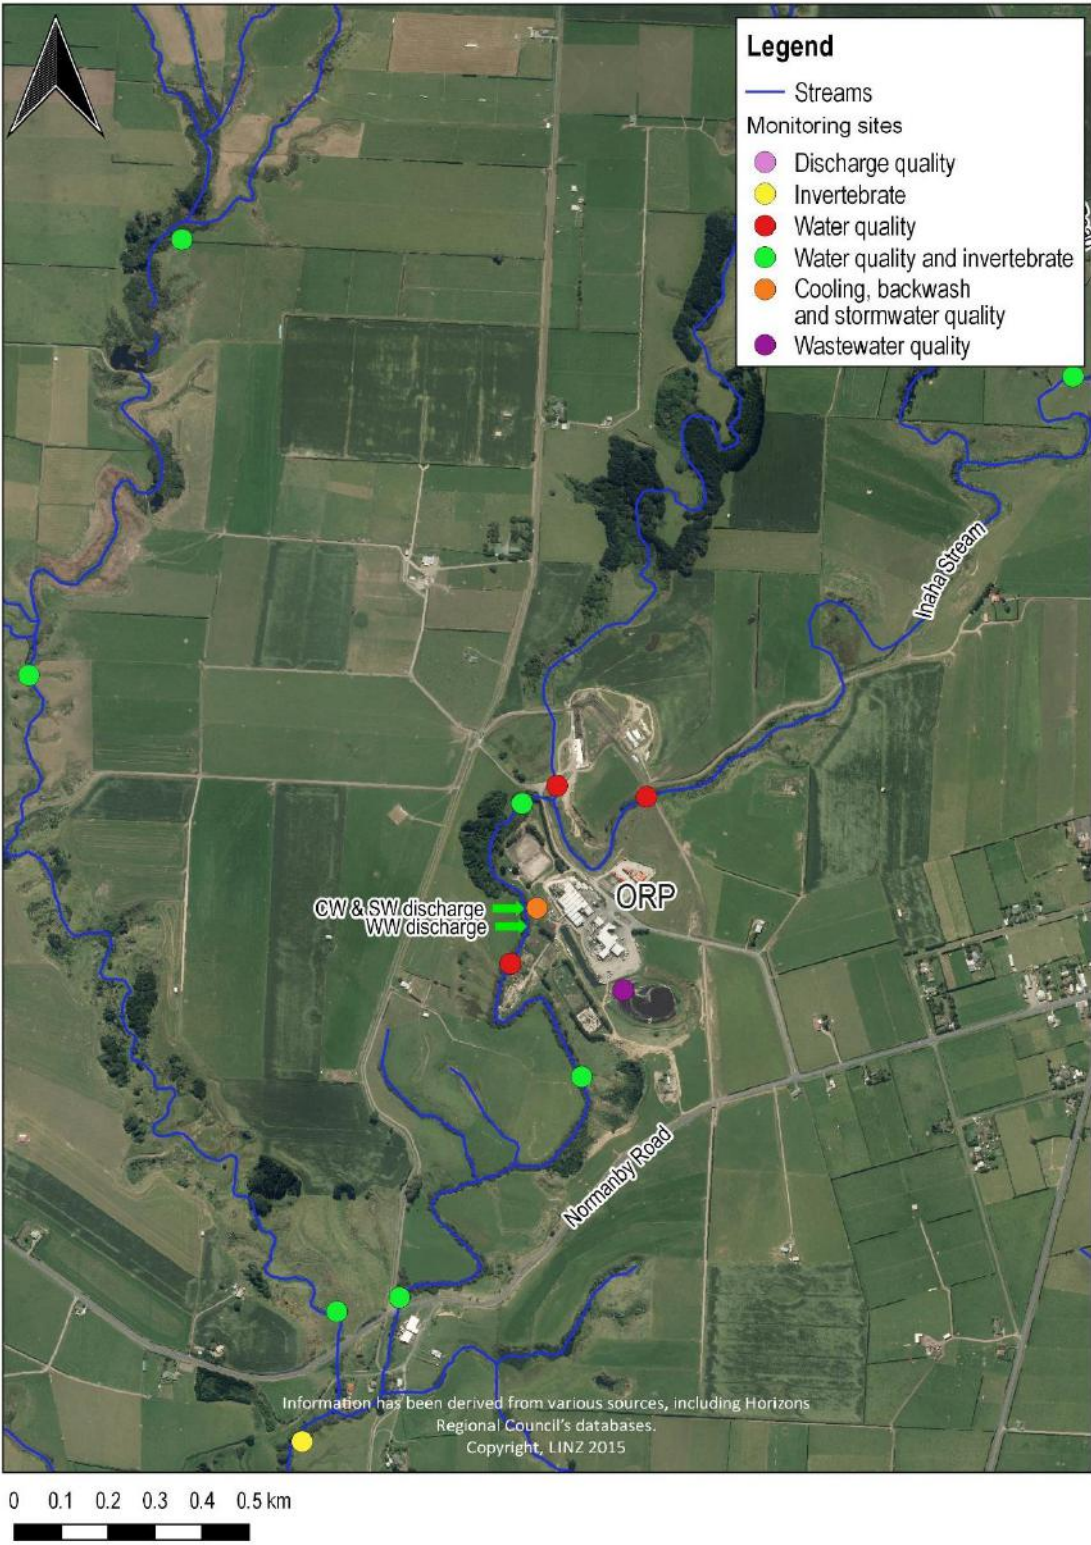 Legend
Streams
Monitoring sites
Discharge quality
Invertebrate
Water quality
Water quality and invertebrate
Cooling, backwash
and stormwater quality
Wastewater quality
Inaha Stream
ORP
CW & SW discharge
WW discharge
Normanby Road
Information has been derived from various sources, including Horizons
Regional Council's databases.
Copyright, LINZ 2015
0 0.1 0.2 0.3 0.4 0.5 km